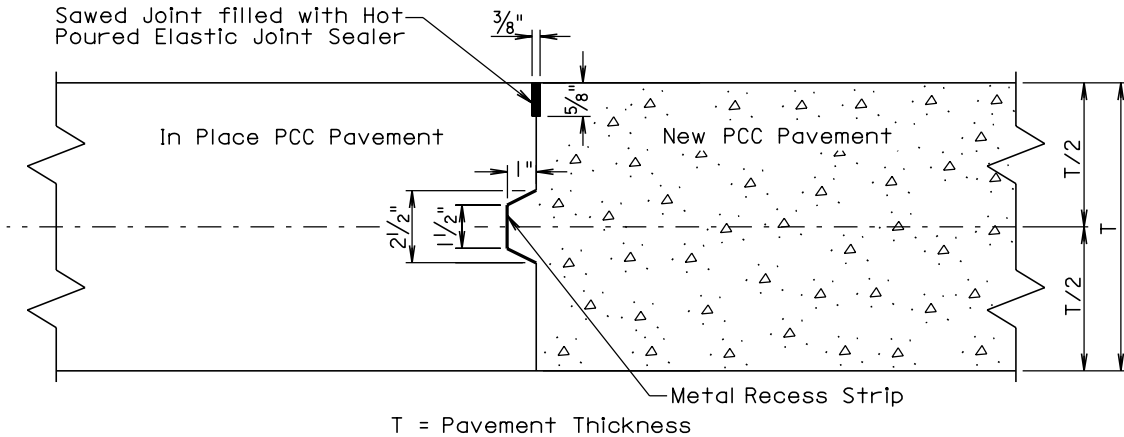 Sawed Joint filled with Hot
Poured Elastic Joint Sealer
3/8"
5/8"
In Place PCC Pavement
New PCC Pavement
1"
2 1/2"
1 1/2"
T/2
T
T/2
Metal Recess Strip
T = Pavement Thickness